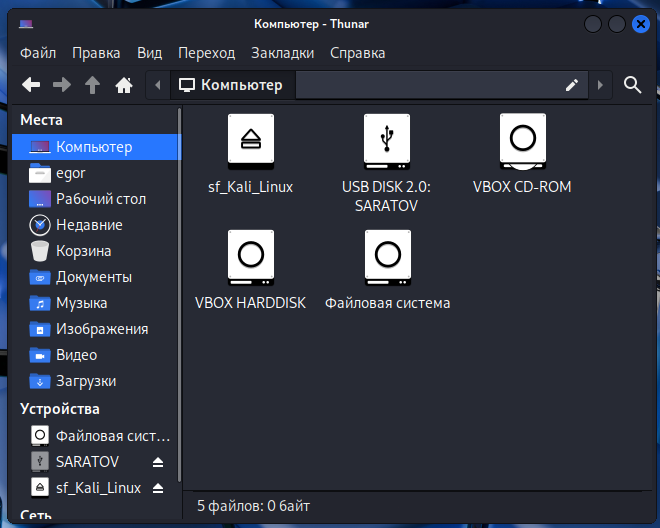 Компьютер - Thunar
Файл Правка Вид Переход Закладки Справка
Компьютер
Места
Компьютер
egor
Рабочий стол
Недавние
Корзина
Документы
Музыка
Изображения
Видео
Загрузки
Устройства
Файловая сист...
SARATOV
sf_Kali_Linux
Сеть
sf_Kali_Linux
USB DISK 2.0:
SARATOV
VBOX CD-ROM
VBOX HARDDISK
Файловая система
5 файлов: 0 байт